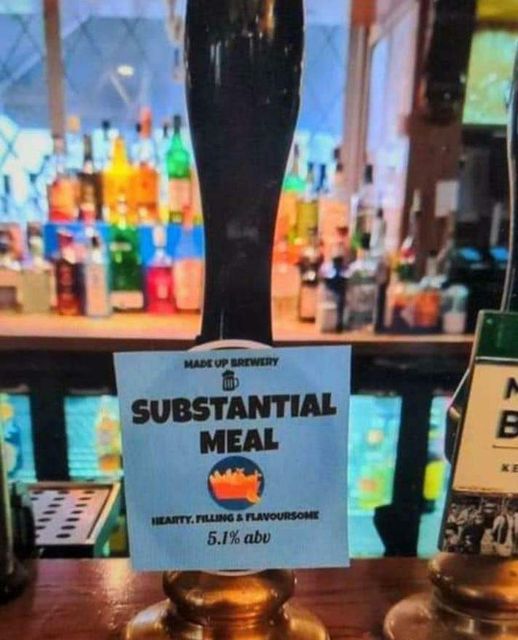 MADE UP BREWERY
SUBSTANTIAL
MEAL
HEARTY, FILLING & FLAVOURSOME
5.1% abv